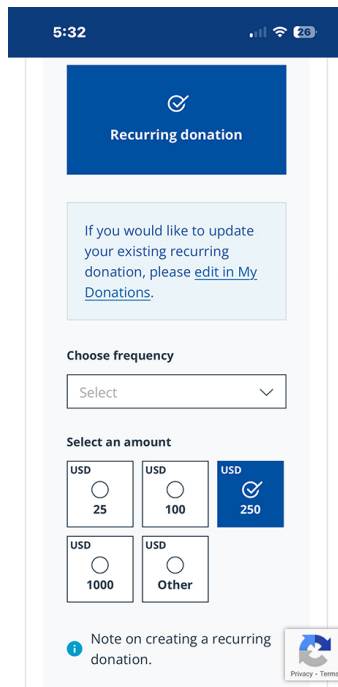 5:32
26
Recurring donation
If you would like to update
your existing recurring
donation, please edit in My
Donations.
Choose frequency
Select
Select an amount
USD USD USD
25 100 250
USD USD
1000 Other
Note on creating a recurring
donation.
Privacy - Terms